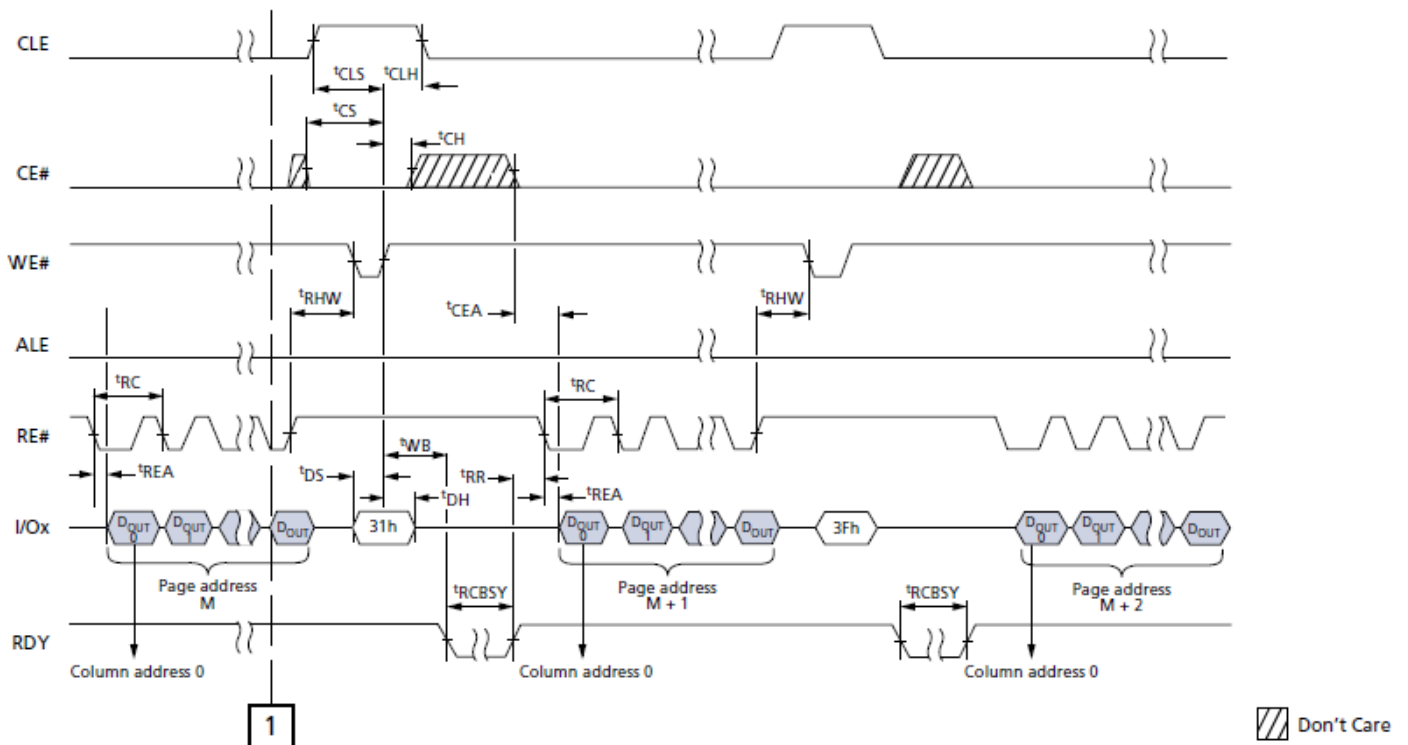 CLE
tCLS tCLH
tCS
tCH
CE#
WE#
tRHW
tCEA
tRHW
ALE
tRC
tRC
RE#
tWB
tREA
tDS
tRR
tDH
tREA
I/Ox
DOUT 0
DOUT 1
DOUT
31h
DOUT 0
DOUT 1
DOUT
3Fh
DOUT 0
DOUT 1
DOUT
Page address M
Page address M + 1
Page address M + 2
tRCBSY
tRCBSY
RDY
Column address 0
Column address 0
Column address 0
1
Don't Care